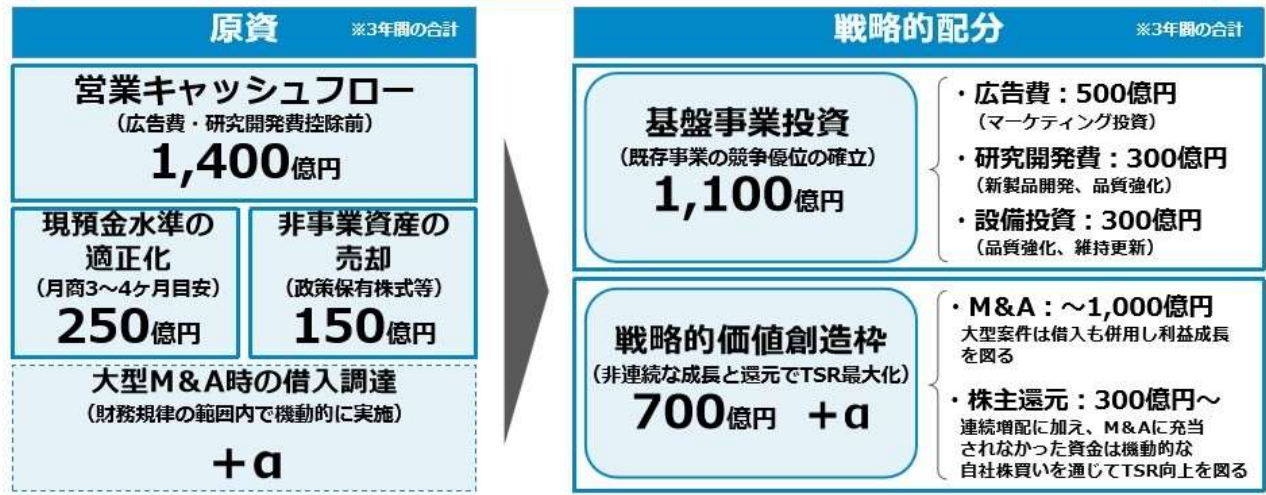 原資 ※3年間の合計
営業キャッシュフロー
（広告費・研究開発費控除前）
1,400億円
現預金水準の
適正化
（月商3～4ヶ月目安）
250億円
非事業資産の
売却
（政策保有株式等）
150億円
大型M&A時の借入調達
（財務規律の範囲内で機動的に実施）
＋α
戦略的配分 ※3年間の合計
基盤事業投資
（既存事業の競争優位の確立）
1,100億円
・広告費：500億円
（マーケティング投資）
・研究開発費：300億円
（新製品開発、品質強化）
・設備投資：300億円
（品質強化、維持更新）
戦略的価値創造枠
（非連続な成長と還元でTSR最大化）
700億円 ＋α
・M&A：～1,000億円
大型案件は借入も併用し利益成長
を図る
・株主還元：300億円～
連続増配に加え、M&Aに充当
されなかった資金は機動的な
自社株買いを通じてTSR向上を図る